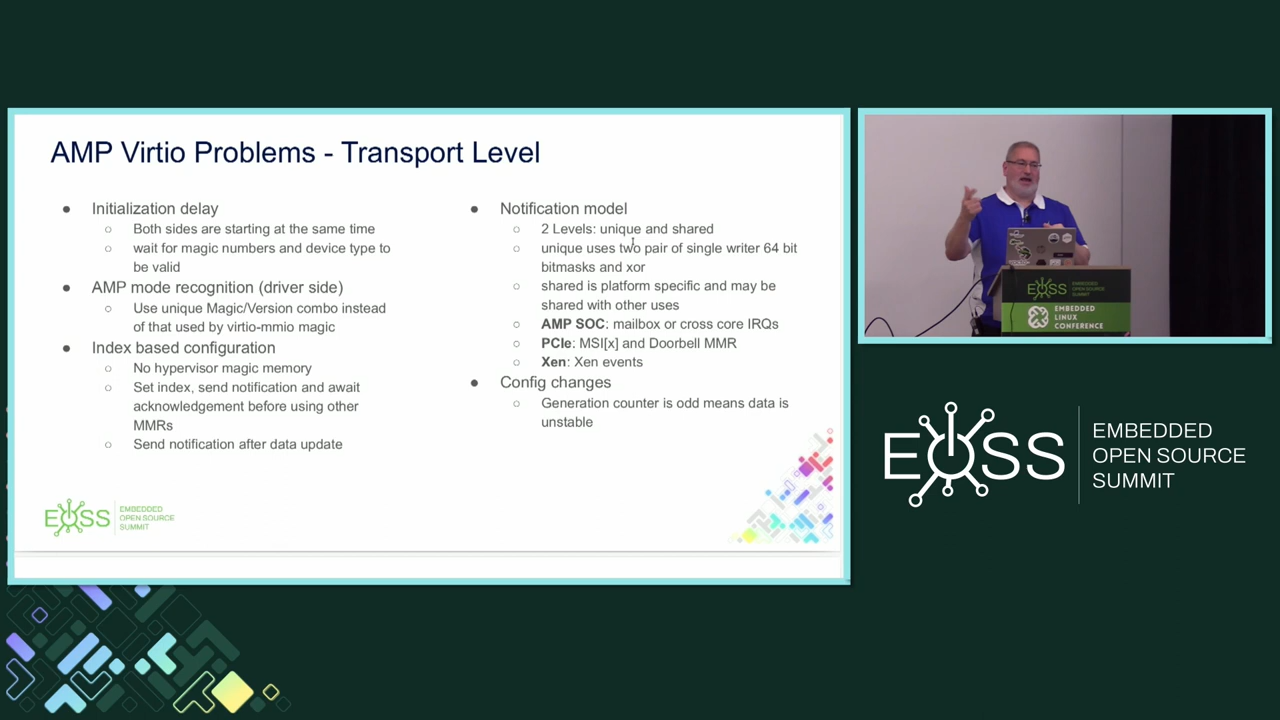 AMP Virtio Problems - Transport Level
● Initialization delay
○ Both sides are starting at the same time
○ wait for magic numbers and device type to
be valid
● AMP mode recognition (driver side)
○ Use unique Magic/Version combo instead
of that used by virtio-mmio magic
● Index based configuration
○ No hypervisor magic memory
○ Set index, send notification and await
acknowledgement before using other
MMRs
○ Send notification after data update
● Notification model
○ 2 Levels: unique and shared
○ unique uses two pair of single writer 64 bit
bitmasks and xor
○ shared is platform specific and may be
shared with other uses
○ AMP SOC: mailbox or cross core IRQs
○ PCIe: MSI[x] and Doorbell MMR
○ Xen: Xen events
● Config changes
○ Generation counter is odd means data is
unstable
EOSS
EMBEDDED
OPEN SOURCE
SUMMIT
EOSS
EMBEDDED
OPEN SOURCE
SUMMIT
EMBEDDED
LINUX
CONFERENCE
EOSS
EMBEDDED
OPEN SOURCE
SUMMIT